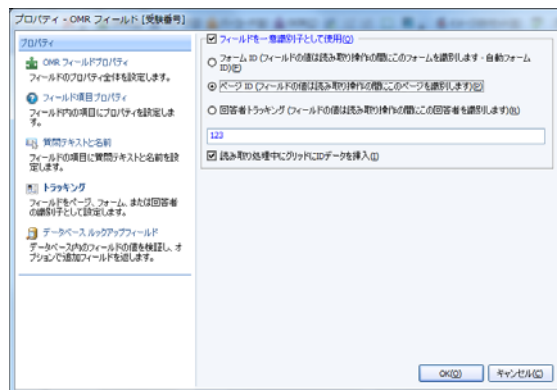 プロパティ - OMR フィールド [受験番号]
プロパティ
OMR フィールドプロパティ
フィールドのプロパティ全体を設定します。
フィールド項目プロパティ
フィールド内の項目にプロパティを設定しま
す。
質問テキストと名前
フィールドの項目に質問テキストと名前を設
定します。
トラッキング
フィールドをページ、フォーム、または回答者
の識別子として設定します。
データベース ルックアップフィールド
データベース内のフィールドの値を検証し、オ
プションで追加フィールドを返します。
フィールドを一意識別子として使用(Q)
フォーム ID (フィールドの値は読み取り操作の間にこのフォームを識別します - 自動フォーム
ID)(F)
ページ ID (フィールドの値は読み取り操作の間にこのページを識別します)(P)
回答者トラッキング (フィールドの値は読み取り操作の間にこの回答者を識別します)(R)
123
読み取り処理中にグリッドにIDデータを挿入(I)
OK(O)
キャンセル(C)